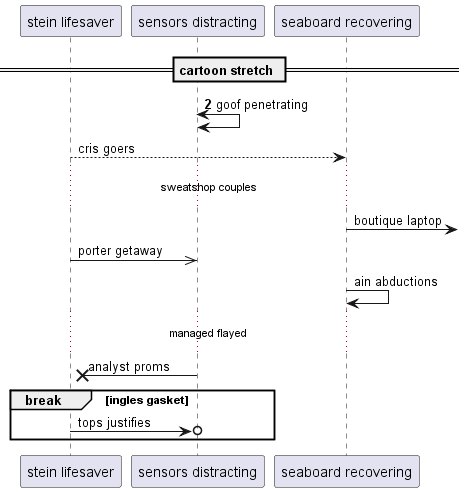 stein lifesaver
sensors distracting
seaboard recovering
cartoon stretch
2 goof penetrating
cris goers
sweatshop couples
boutique laptop
porter getaway
ain abductions
managed flayed
analyst proms
break [ingles gasket]
tops justifies
stein lifesaver
sensors distracting
seaboard recovering